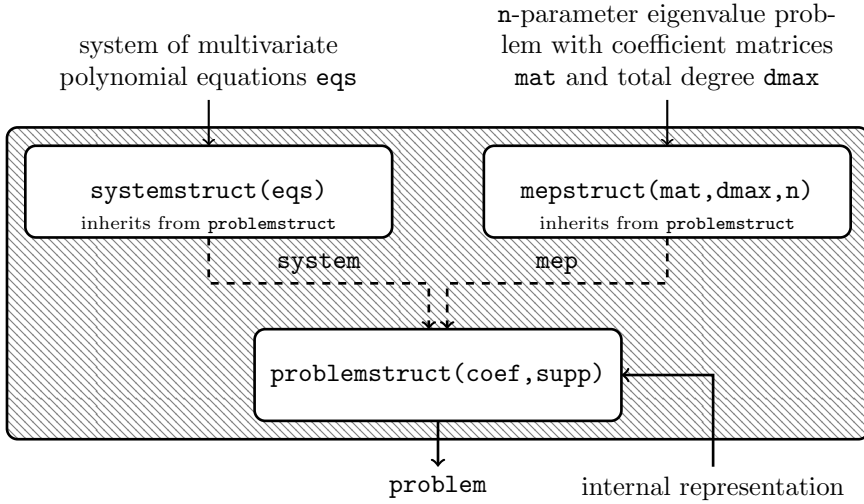 system of multivariate
polynomial equations eqs
n-parameter eigenvalue prob-
lem with coefficient matrices
mat and total degree dmax
systemstruct(eqs)
inherits from problemstruct
mepstruct(mat,dmax,n)
inherits from problemstruct
system
mep
problemstruct(coef,supp)
problem
internal representation